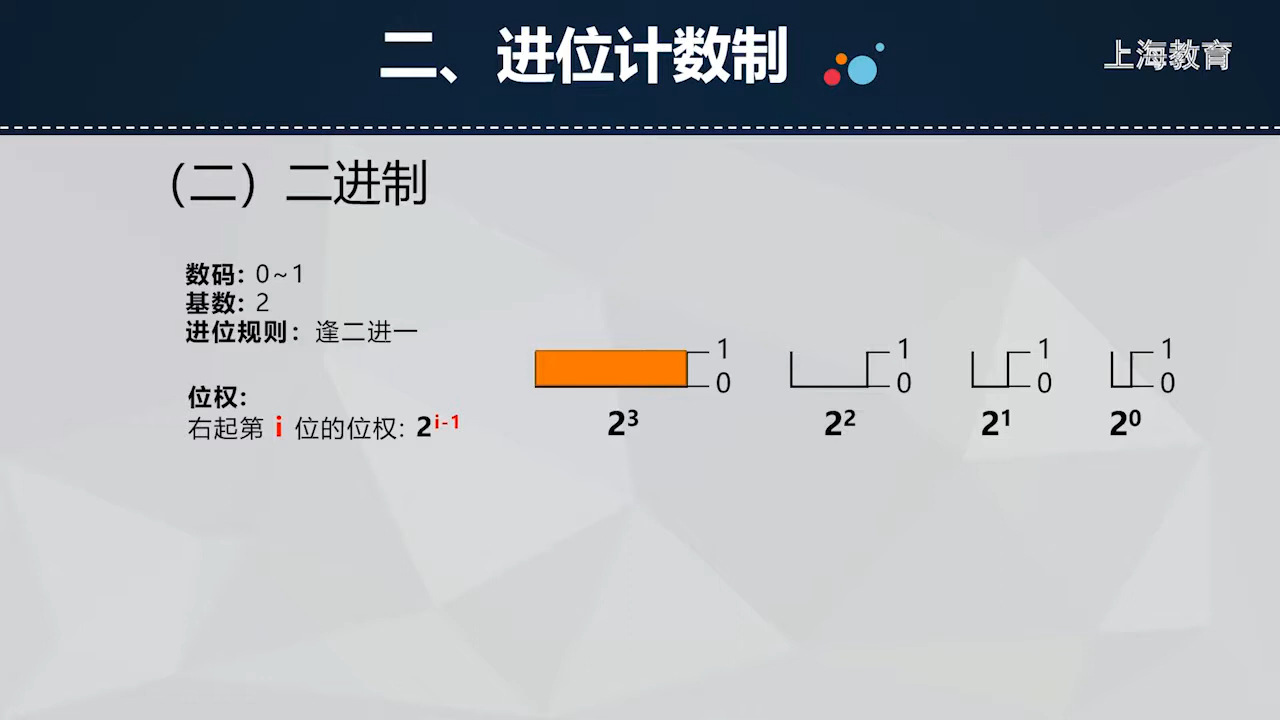 二、进位计数制
上海教育
（二）二进制
数码: 0~1
基数: 2
进位规则：逢二进一
位权:
右起第 i 位的位权: 2^i-1
1 1 1 1
0 0 0 0
2³ 2² 2¹ 2⁰